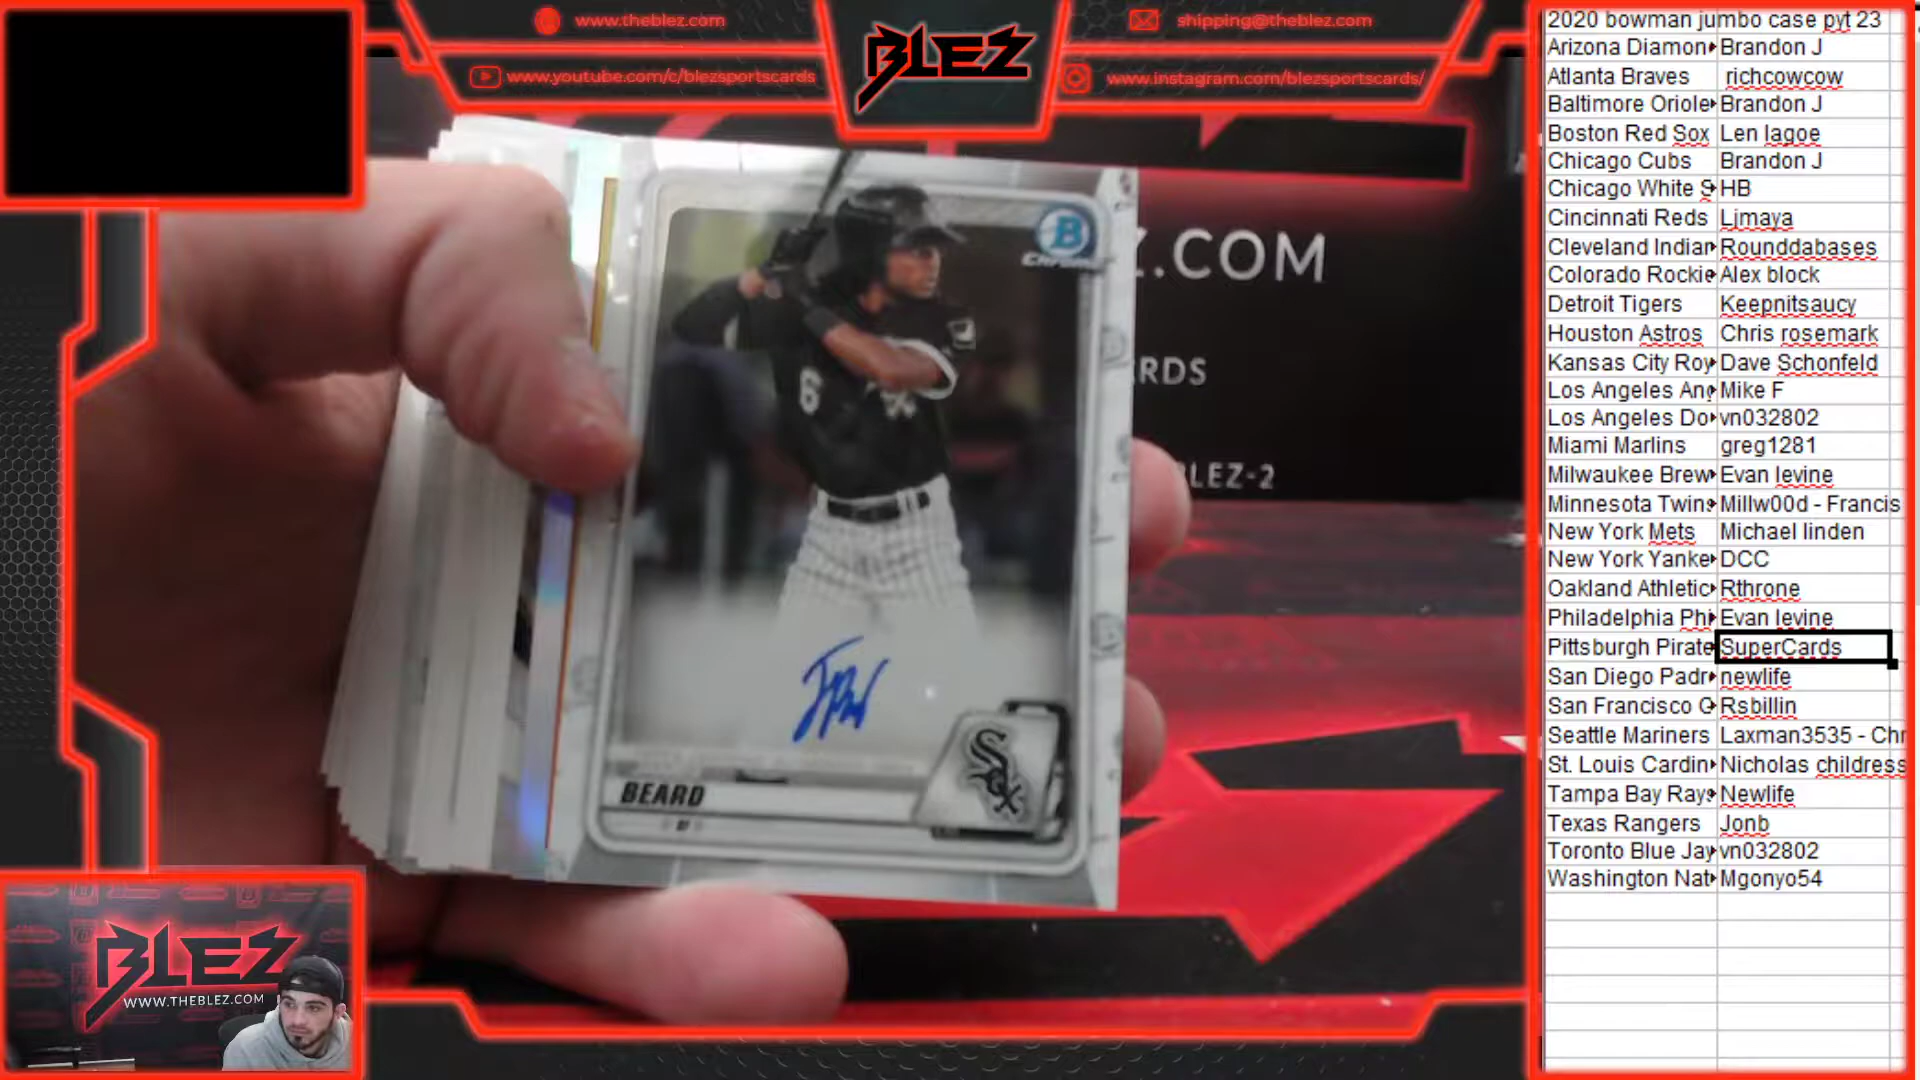 www.theblez.com
www.youtube.com/c/blezsportscards
BLEZ
shipping@theblez.com
www.instagram.com/blezsportscards/
.COM
RDS
BLEZ-2
B
CHROME
6
Sox
BEARD
BLEZ
WWW.THEBLEZ.COM
2020 bowman jumbo case pyt 23
Arizona Diamon Brandon J
Atlanta Braves richcowcow
Baltimore Oriole Brandon J
Boston Red Sox Len lagoe
Chicago Cubs Brandon J
Chicago White S HB
Cincinnati Reds Ljmaya
Cleveland Indian Rounddabases
Colorado Rockie Alex block
Detroit Tigers Keepnitsaucy
Houston Astros Chris rosemark
Kansas City Roy Dave Schonfeld
Los Angeles Ang Mike F
Los Angeles Do vn032802
Miami Marlins greg1281
Milwaukee Brew Evan levine
Minnesota Twins Millw00d - Francis
New York Mets Michael linden
New York Yanke DCC
Oakland Athletic Rthrone
Philadelphia Phi Evan levine
Pittsburgh Pirate SuperCards
San Diego Padr newlife
San Francisco G Rsbillin
Seattle Mariners Laxman3535 - Chr
St. Louis Cardin Nicholas childress
Tampa Bay Rays Newlife
Texas Rangers Jonb
Toronto Blue Jay vn032802
Washington Nat Mgonyo54